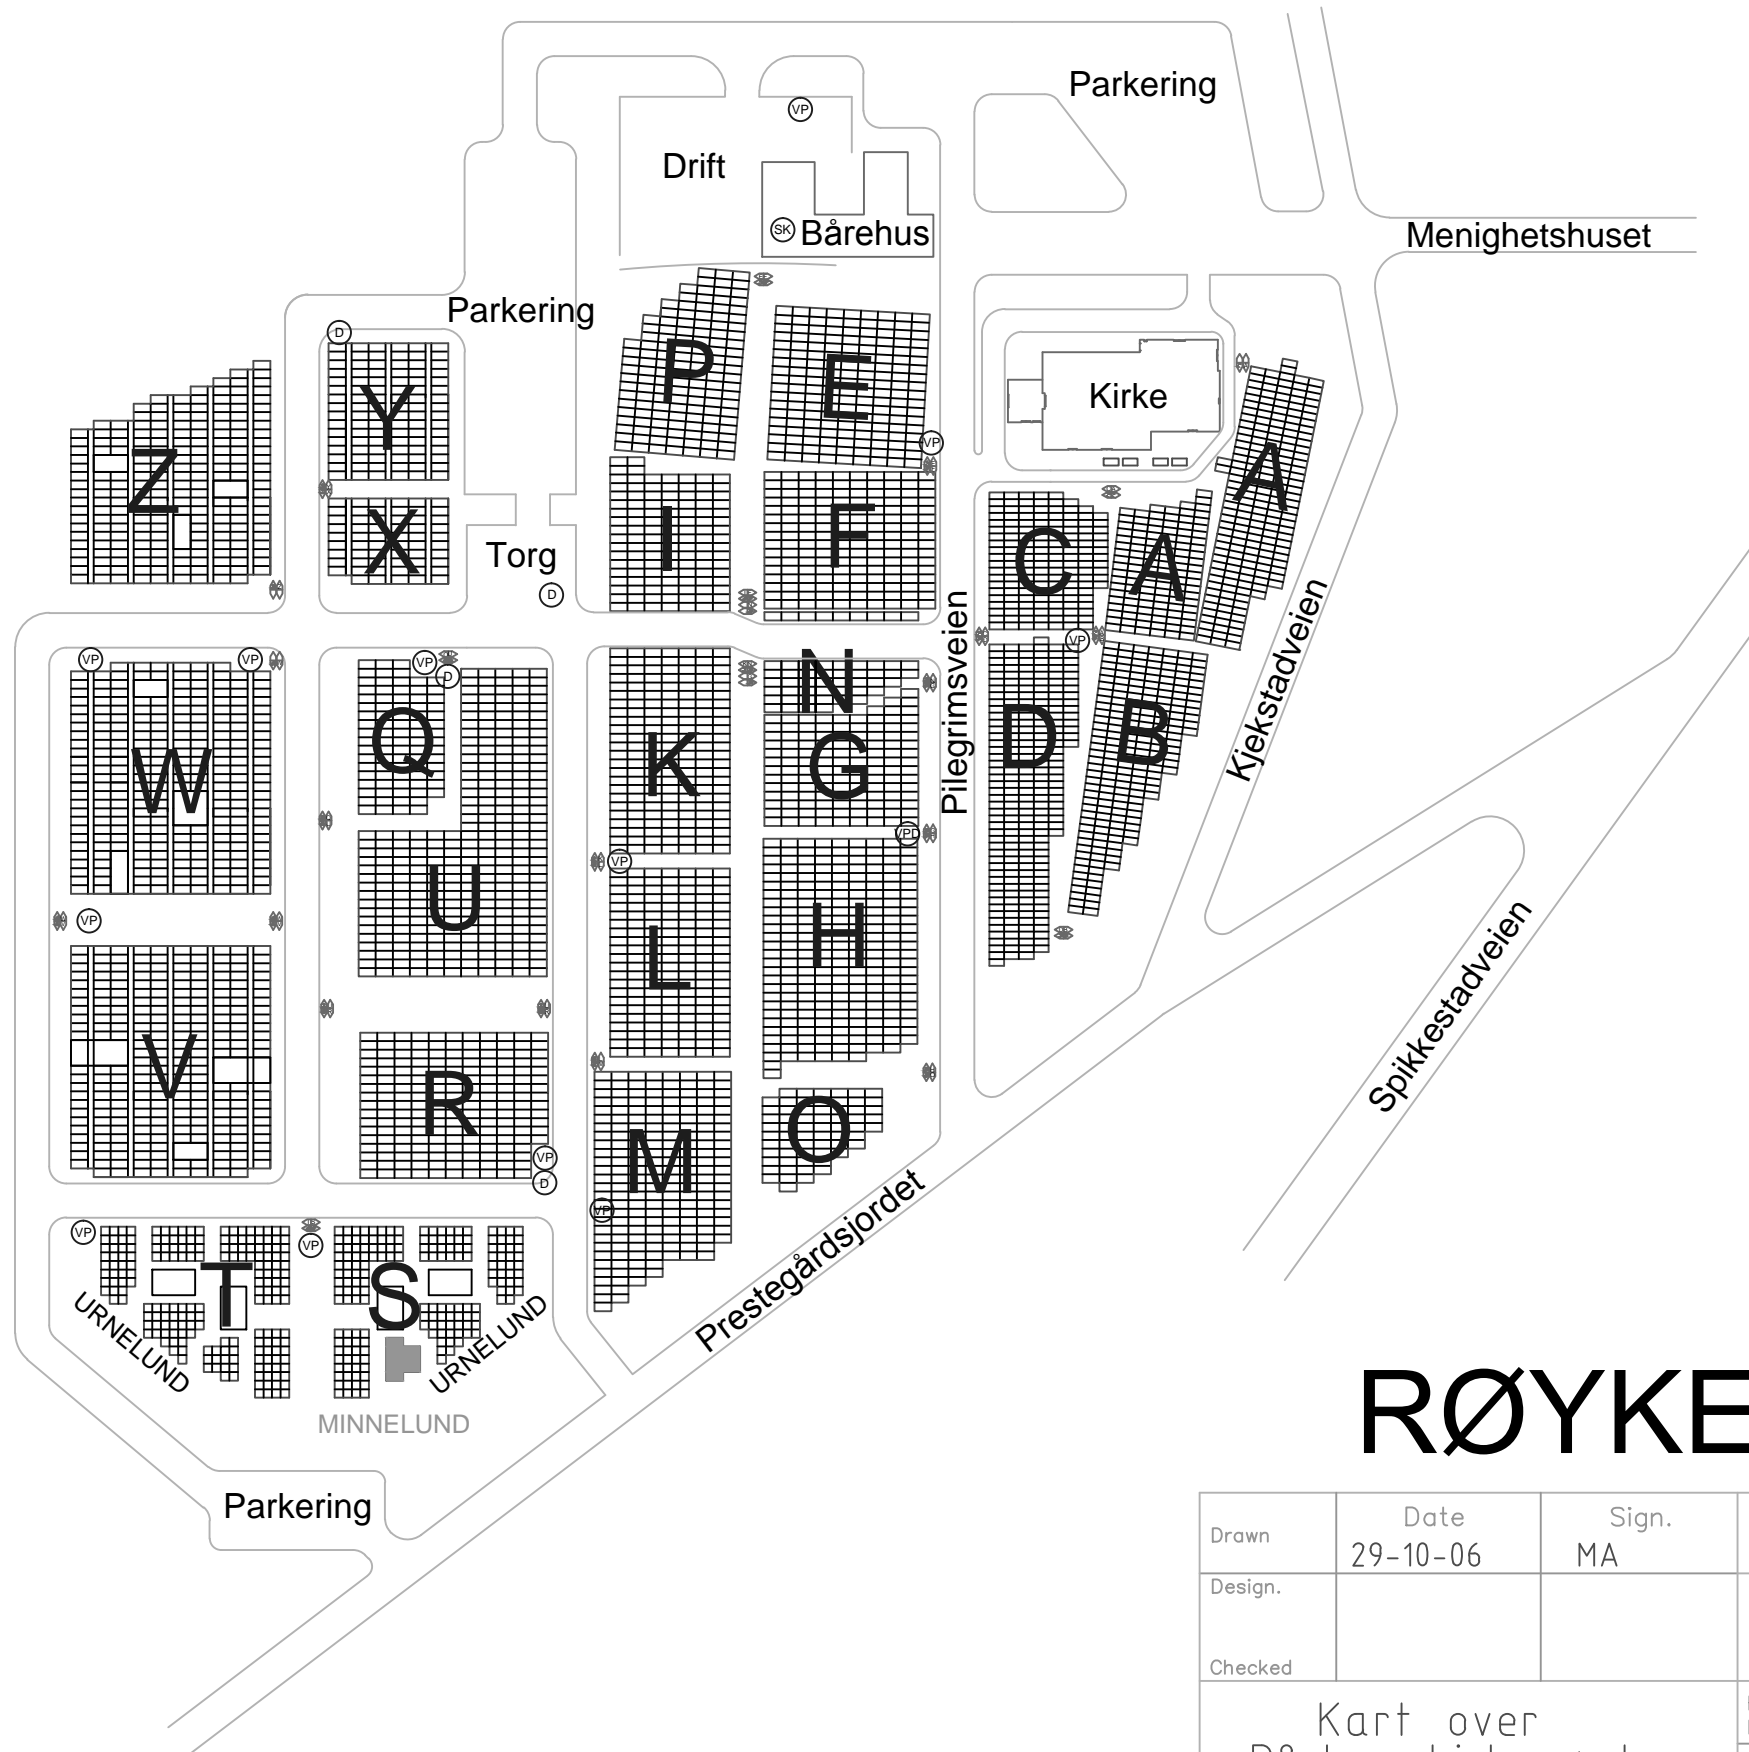 Parkering
VP
Drift
SK Bårehus
Menighetshuset
Parkering
D
P
E
Kirke
Y
A
VP
Z
X
I
F
C
A
Torg
D
Pilegrimsveien
VP
Kjekstadveien
VP
VP
VP
D
N
Q
W
K
G
D
B
VPD
VP
U
H
L
VP
Spikkestadveien
V
R
M
O
VP
D
VP
Prestegårdsjordet
VP
VP
T
S
URNELUND
URNELUND
MINNELUND
Parkering
RØYKE
Date
Sign.
Drawn
29-10-06
MA
Design.
Checked
Kart over